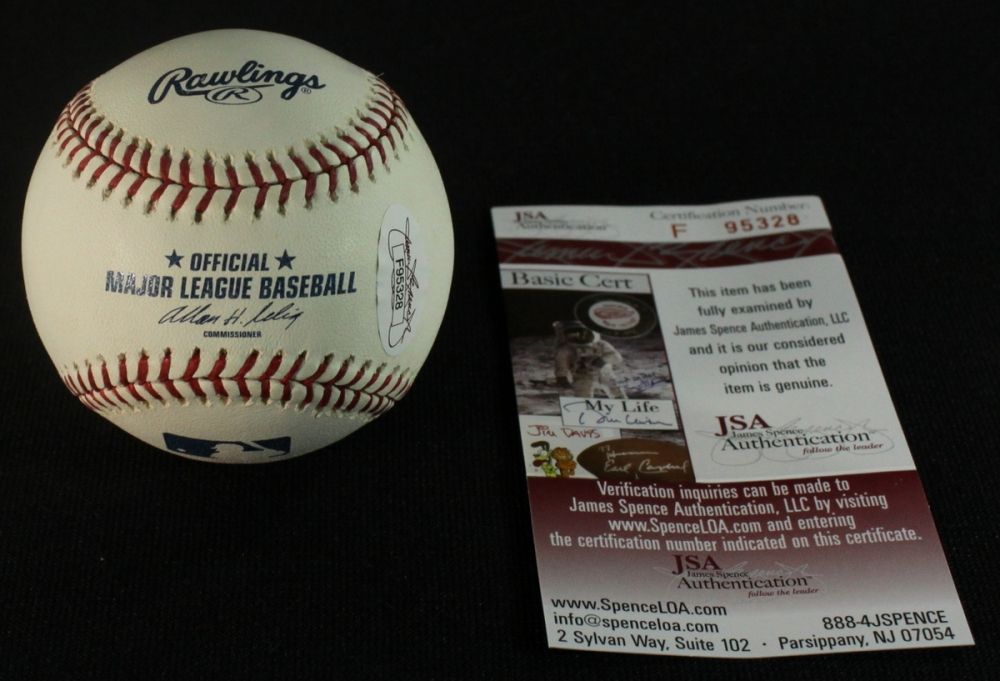 Rawlings
R
®
★ OFFICIAL ★
MAJOR LEAGUE BASEBALL
Allan H. Selig
COMMISSIONER
F95328
JSA
Authentication
Certification Number:
F 95328
Basic Cert
My Life
JIM DAVIS
Earl Campbell
This item has been
fully examined by
James Spence Authentication, LLC
and it is our considered
opinion that the
item is genuine.
JSA
James Spence
Authentication
follow the leader
Verification inquiries can be made to
James Spence Authentication, LLC by visiting
www.SpenceLOA.com and entering
the certification number indicated on this certificate.
JSA
James Spence
Authentication
follow the leader
www.SpenceLOA.com
info@spenceloa.com
888-4JSPENCE
2 Sylvan Way, Suite 102 · Parsippany, NJ 07054